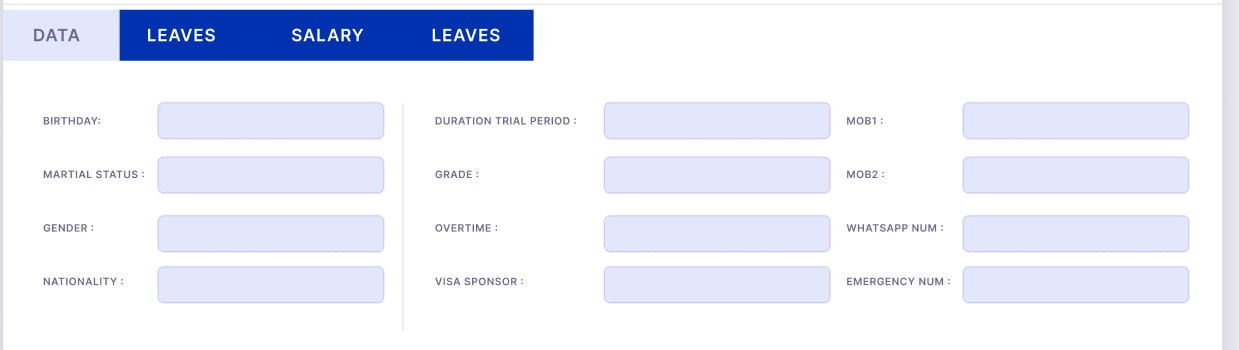 DATA LEAVES SALARY LEAVES
BIRTHDAY: DURATION TRIAL PERIOD : MOB1 :
MARTIAL STATUS : GRADE : MOB2 :
GENDER : OVERTIME : WHATSAPP NUM :
NATIONALITY : VISA SPONSOR : EMERGENCY NUM :